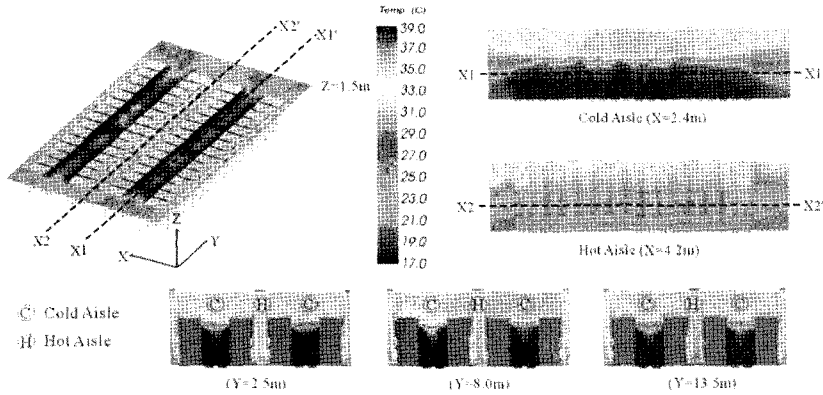 Temp (C)
39.0
37.0
35.0
33.0
31.0
29.0
27.0
25.0
23.0
21.0
19.0
17.0
X2'
X1'
Z=1.5m
X2
X1
X
Z
Y
X1
X1
Cold Aisle (X=2.4m)
X2
X2'
Hot Aisle (X=4.2m)
C Cold Aisle
H Hot Aisle
C H C
(Y=2.5m)
C H C
(Y=8.0m)
C H C
(Y=13.5m)